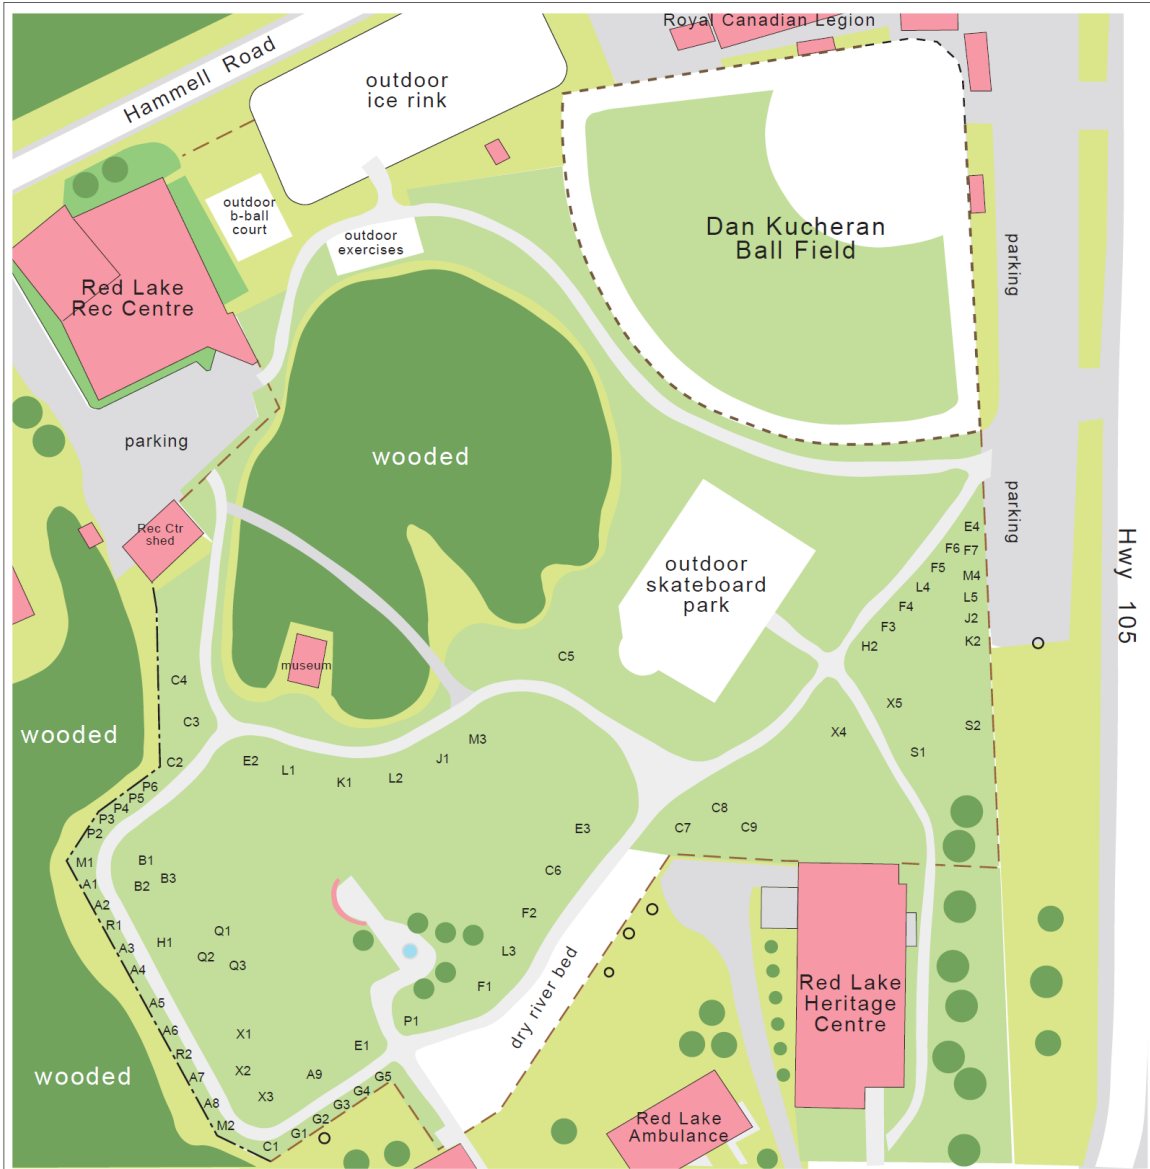 Royal Canadian Legion
Hammell Road
outdoor
ice rink
outdoor
b-ball
court
outdoor
exercises
Dan Kucheran
Ball Field
parking
Red Lake
Rec Centre
parking
wooded
parking
Hwy 105
Rec Ctr
shed
outdoor
skateboard
park
E4
F6 F7
F5
M4
L4
L5
F4
J2
F3
K2
H2
museum
C5
C4
C3
X5
S2
X4
wooded
M3
S1
C2
E2
L1
J1
L2
K1
P6
P5
P4
P3
P2
C8
C7
C9
E3
M1
B1
C6
A1
B2
B3
A2
F2
R1
Q1
A3
H1
Q2
Q3
L3
A4
F1
Red Lake
Heritage
Centre
dry river bed
A5
P1
A6
X1
E1
R2
X2
A9
G5
wooded
A7
X3
G4
A8
G3
G2
M2
G1
C1
Red Lake
Ambulance